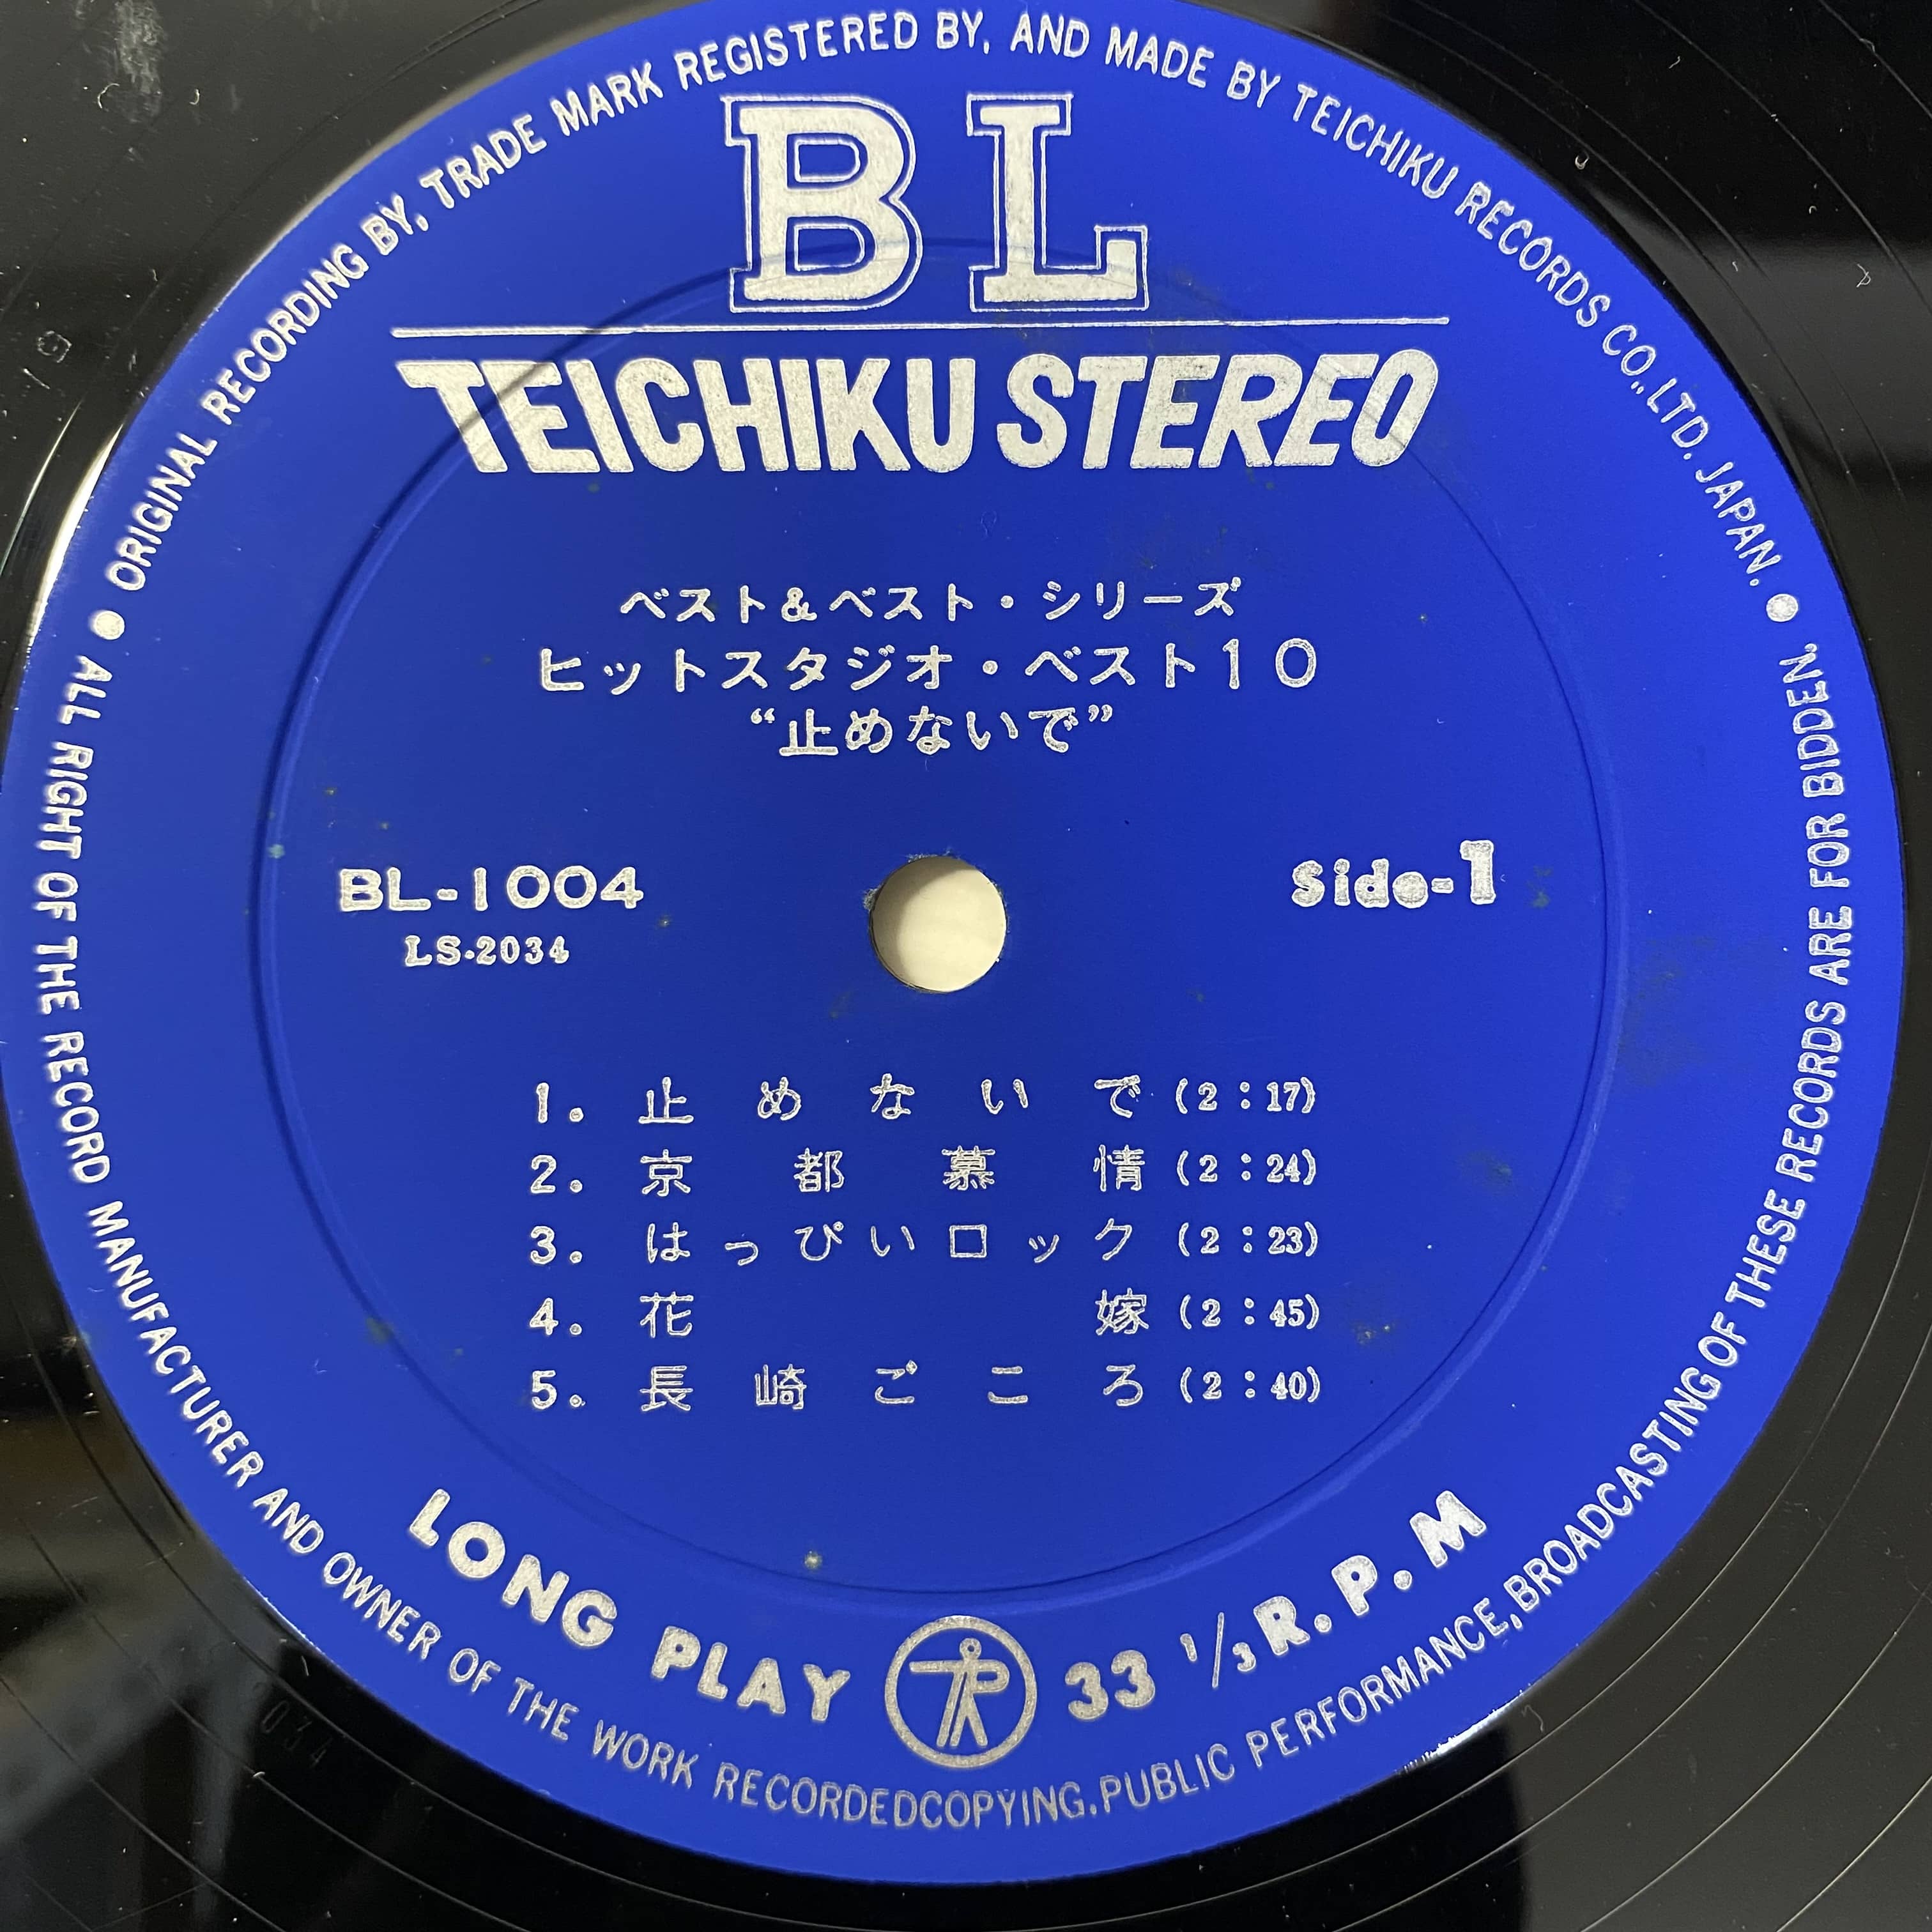 ORIGINAL RECORDING BY, TRADE MARK REGISTERED BY, AND MADE BY TEICHIKU RECORDS CO., LTD. JAPAN.
BL
TEICHIKU STEREO
ベスト&ベスト・シリーズ
ヒットスタジオ・ベスト10
“止めないで”
BL-1004
LS·2034
Side-1
1. 止めないで (2:17)
2. 京都慕情 (2:24)
3. はっぴいロック (2:23)
4. 花嫁 (2:45)
5. 長崎ごころ (2:40)
LONG PLAY TR 33 1/3 R.P.M
ALL RIGHT OF THE RECORD MANUFACTURER AND OWNER OF THE WORK RECORDEDCOPYING. PUBLIC PERFORMANCE, BROADCASTING OF THESE RECORDS ARE FOR BIDDEN.